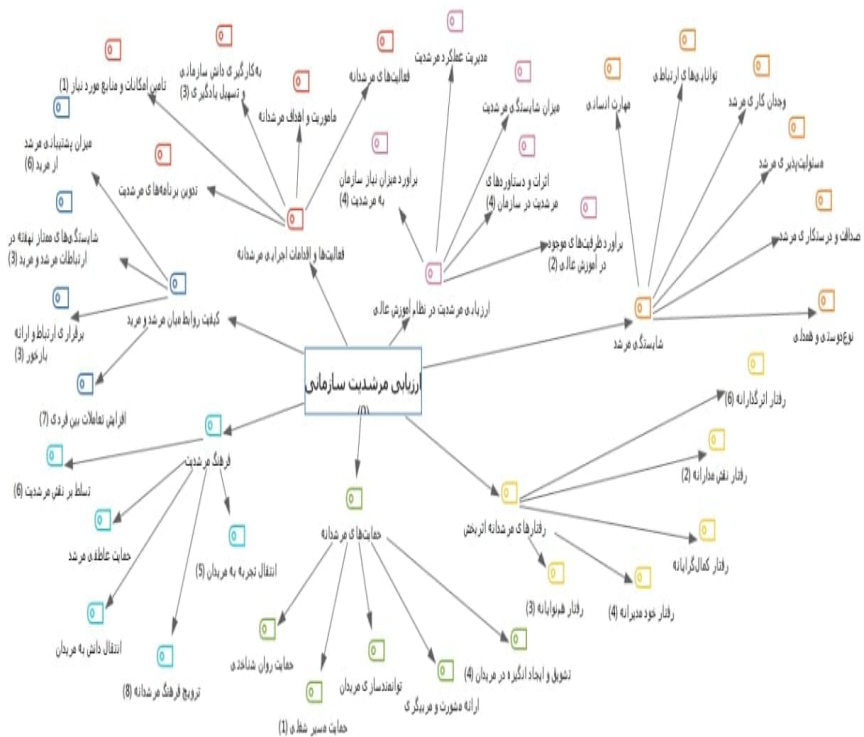 مدیریت عملکرد مرشدیت
میزان شایستگی مرشدیت
اثرات و دستاوردهای
مرشدیت در سازمان (4)
برآورد ظرفیت‌های موجود
در آموزش عالی (2)
برآورد میزان نیاز سازمان
به مرشدیت (4)
ارزیابی مرشدیت در نظام آموزش عالی
مهارت انسانی
توانایی‌های ارتباطی
وجدان کاری مرشد
مسئولیت‌پذیری مرشد
صداقت و درستکاری مرشد
نوع‌دوستی و همدلی
شایستگی مرشد
فعالیت‌های مرشدانه
ماموریت و اهداف مرشدانه
به‌کارگیری دانش سازمانی
و تسهیل یادگیری (3)
تامین امکانات و منابع مورد نیاز (1)
تدوین برنامه‌های مرشدیت
فعالیت‌ها و اقدامات اجرایی مرشدانه
میزان پشتیبانی مرشد
از مرید (6)
شایستگی‌های ممتاز نهفته در
ارتباطات مرشد و مرید (3)
برقراری ارتباط و ارائه
بازخور (3)
افزایش تعاملات بین فردی (7)
کیفیت روابط میان مرشد و مرید
ارزیابی مرشدیت سازمانی
(0)
رفتار اثرگذارانه (6)
رفتار نقش مدارانه (2)
رفتار کمال‌گرایانه
رفتار خود مدیرانه (4)
رفتار هم‌نوایانه (3)
رفتارهای مرشدانه اثربخش
فرهنگ مرشدیت
تسلط بر نقش مرشدیت (6)
حمایت عاطفی مرشد
انتقال دانش به مریدان
ترویج فرهنگ مرشدانه (8)
انتقال تجربه به مریدان (5)
حمایت‌های مرشدانه
حمایت روان شناختی
حمایت مسیر شغلی (1)
توانمندسازی مریدان
ارائه مشورت و مربیگری
تشویق و ایجاد انگیزه در مریدان (4)